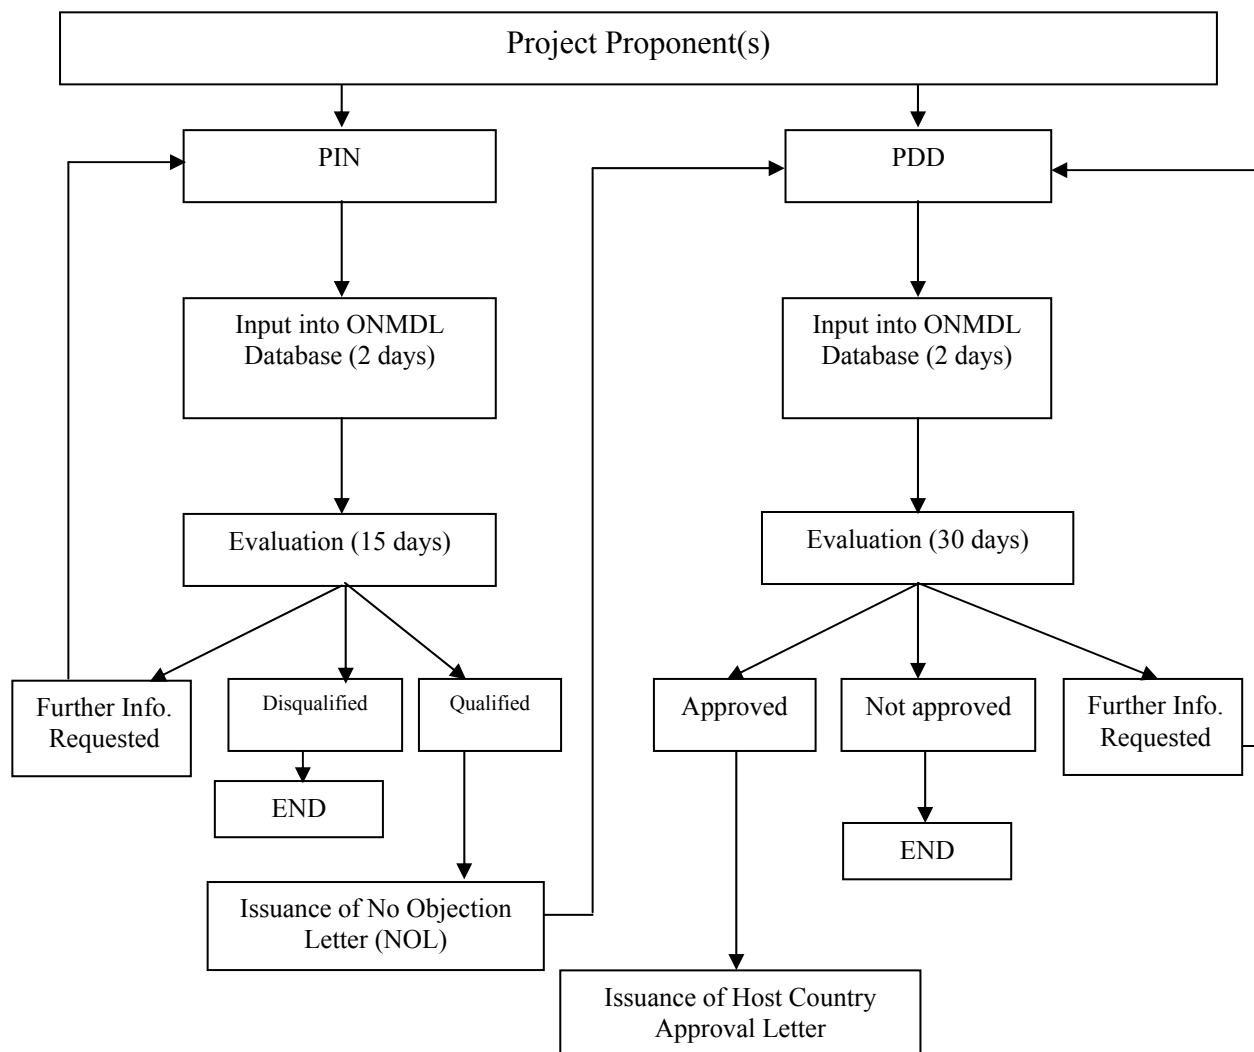 Project Proponent(s)
PIN
PDD
Input into ONMDL
Database (2 days)
Input into ONMDL
Database (2 days)
Evaluation (15 days)
Evaluation (30 days)
Further Info.
Requested
Disqualified
Qualified
Approved
Not approved
Further Info.
Requested
END
END
Issuance of No Objection
Letter (NOL)
Issuance of Host Country
Approval Letter